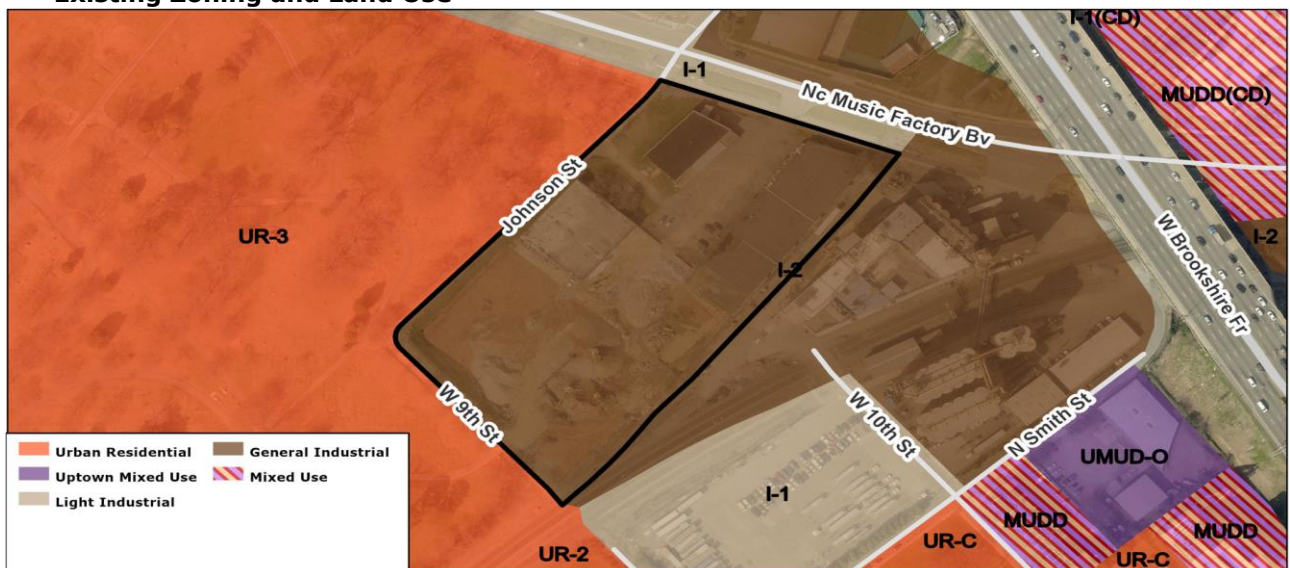 Existing Zoning and Land Use
I-1(CD)
I-1
MUDD(CD)
Nc Music Factory Bv
Johnson St
UR-3
W.Brookshire Fr
I-2
I-2
W 9th St
W 10th St
N Smith St
UMUD-O
I-1
MUDD
MUDD
UR-2
UR-C
UR-C
Urban Residential
General Industrial
Uptown Mixed Use
Mixed Use
Light Industrial